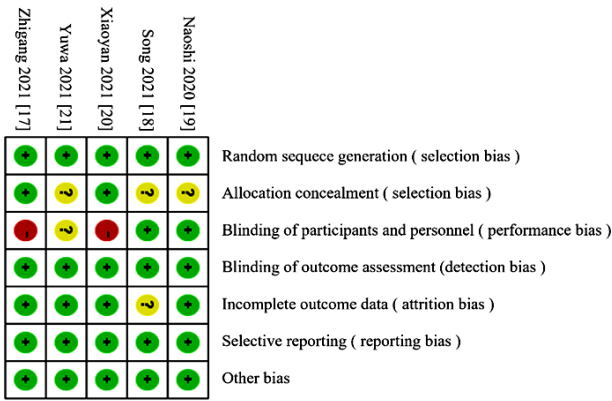 Zhigang 2021 [17]
Yuwa 2021 [21]
Xiaoyan 2021 [20]
Song 2021 [18]
Naoshi 2020 [19]
+ + + + + Random sequece generation ( selection bias )
+ ? + ? ? Allocation concealment ( selection bias )
- ? - + + Blinding of participants and personnel ( performance bias )
+ + + + + Blinding of outcome assessment (detection bias )
+ + + ? + Incomplete outcome data ( attrition bias )
+ + + + + Selective reporting ( reporting bias )
+ + + + + Other bias